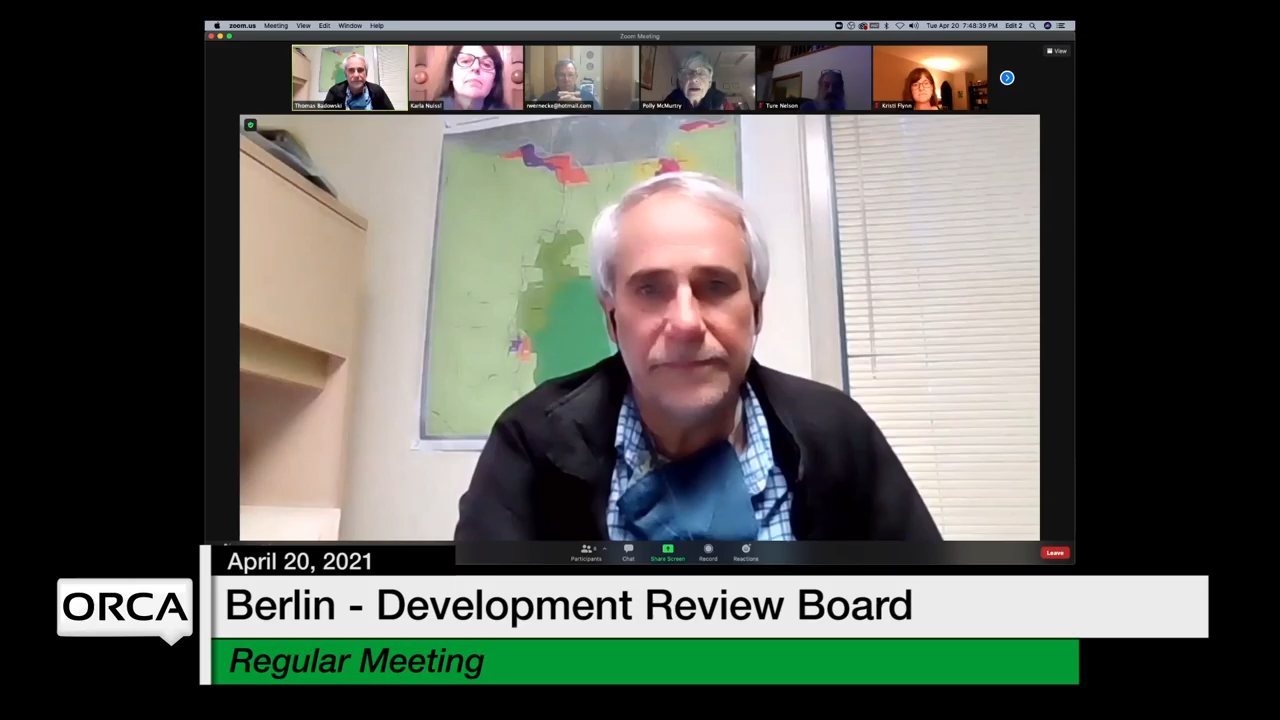 zoom.us Meeting View Edit Window Help
Tue Apr 20 7:48:39 PM Edit 2
Zoom Meeting
View
Thomas Badowski
Karla Nuissl
rwernecke@hotmail.com
Polly McMurtry
Ture Nelson
Kristi Flynn
Participants
Chat
Share Screen
Record
Reactions
Leave
April 20, 2021
ORCA
Berlin - Development Review Board
Regular Meeting